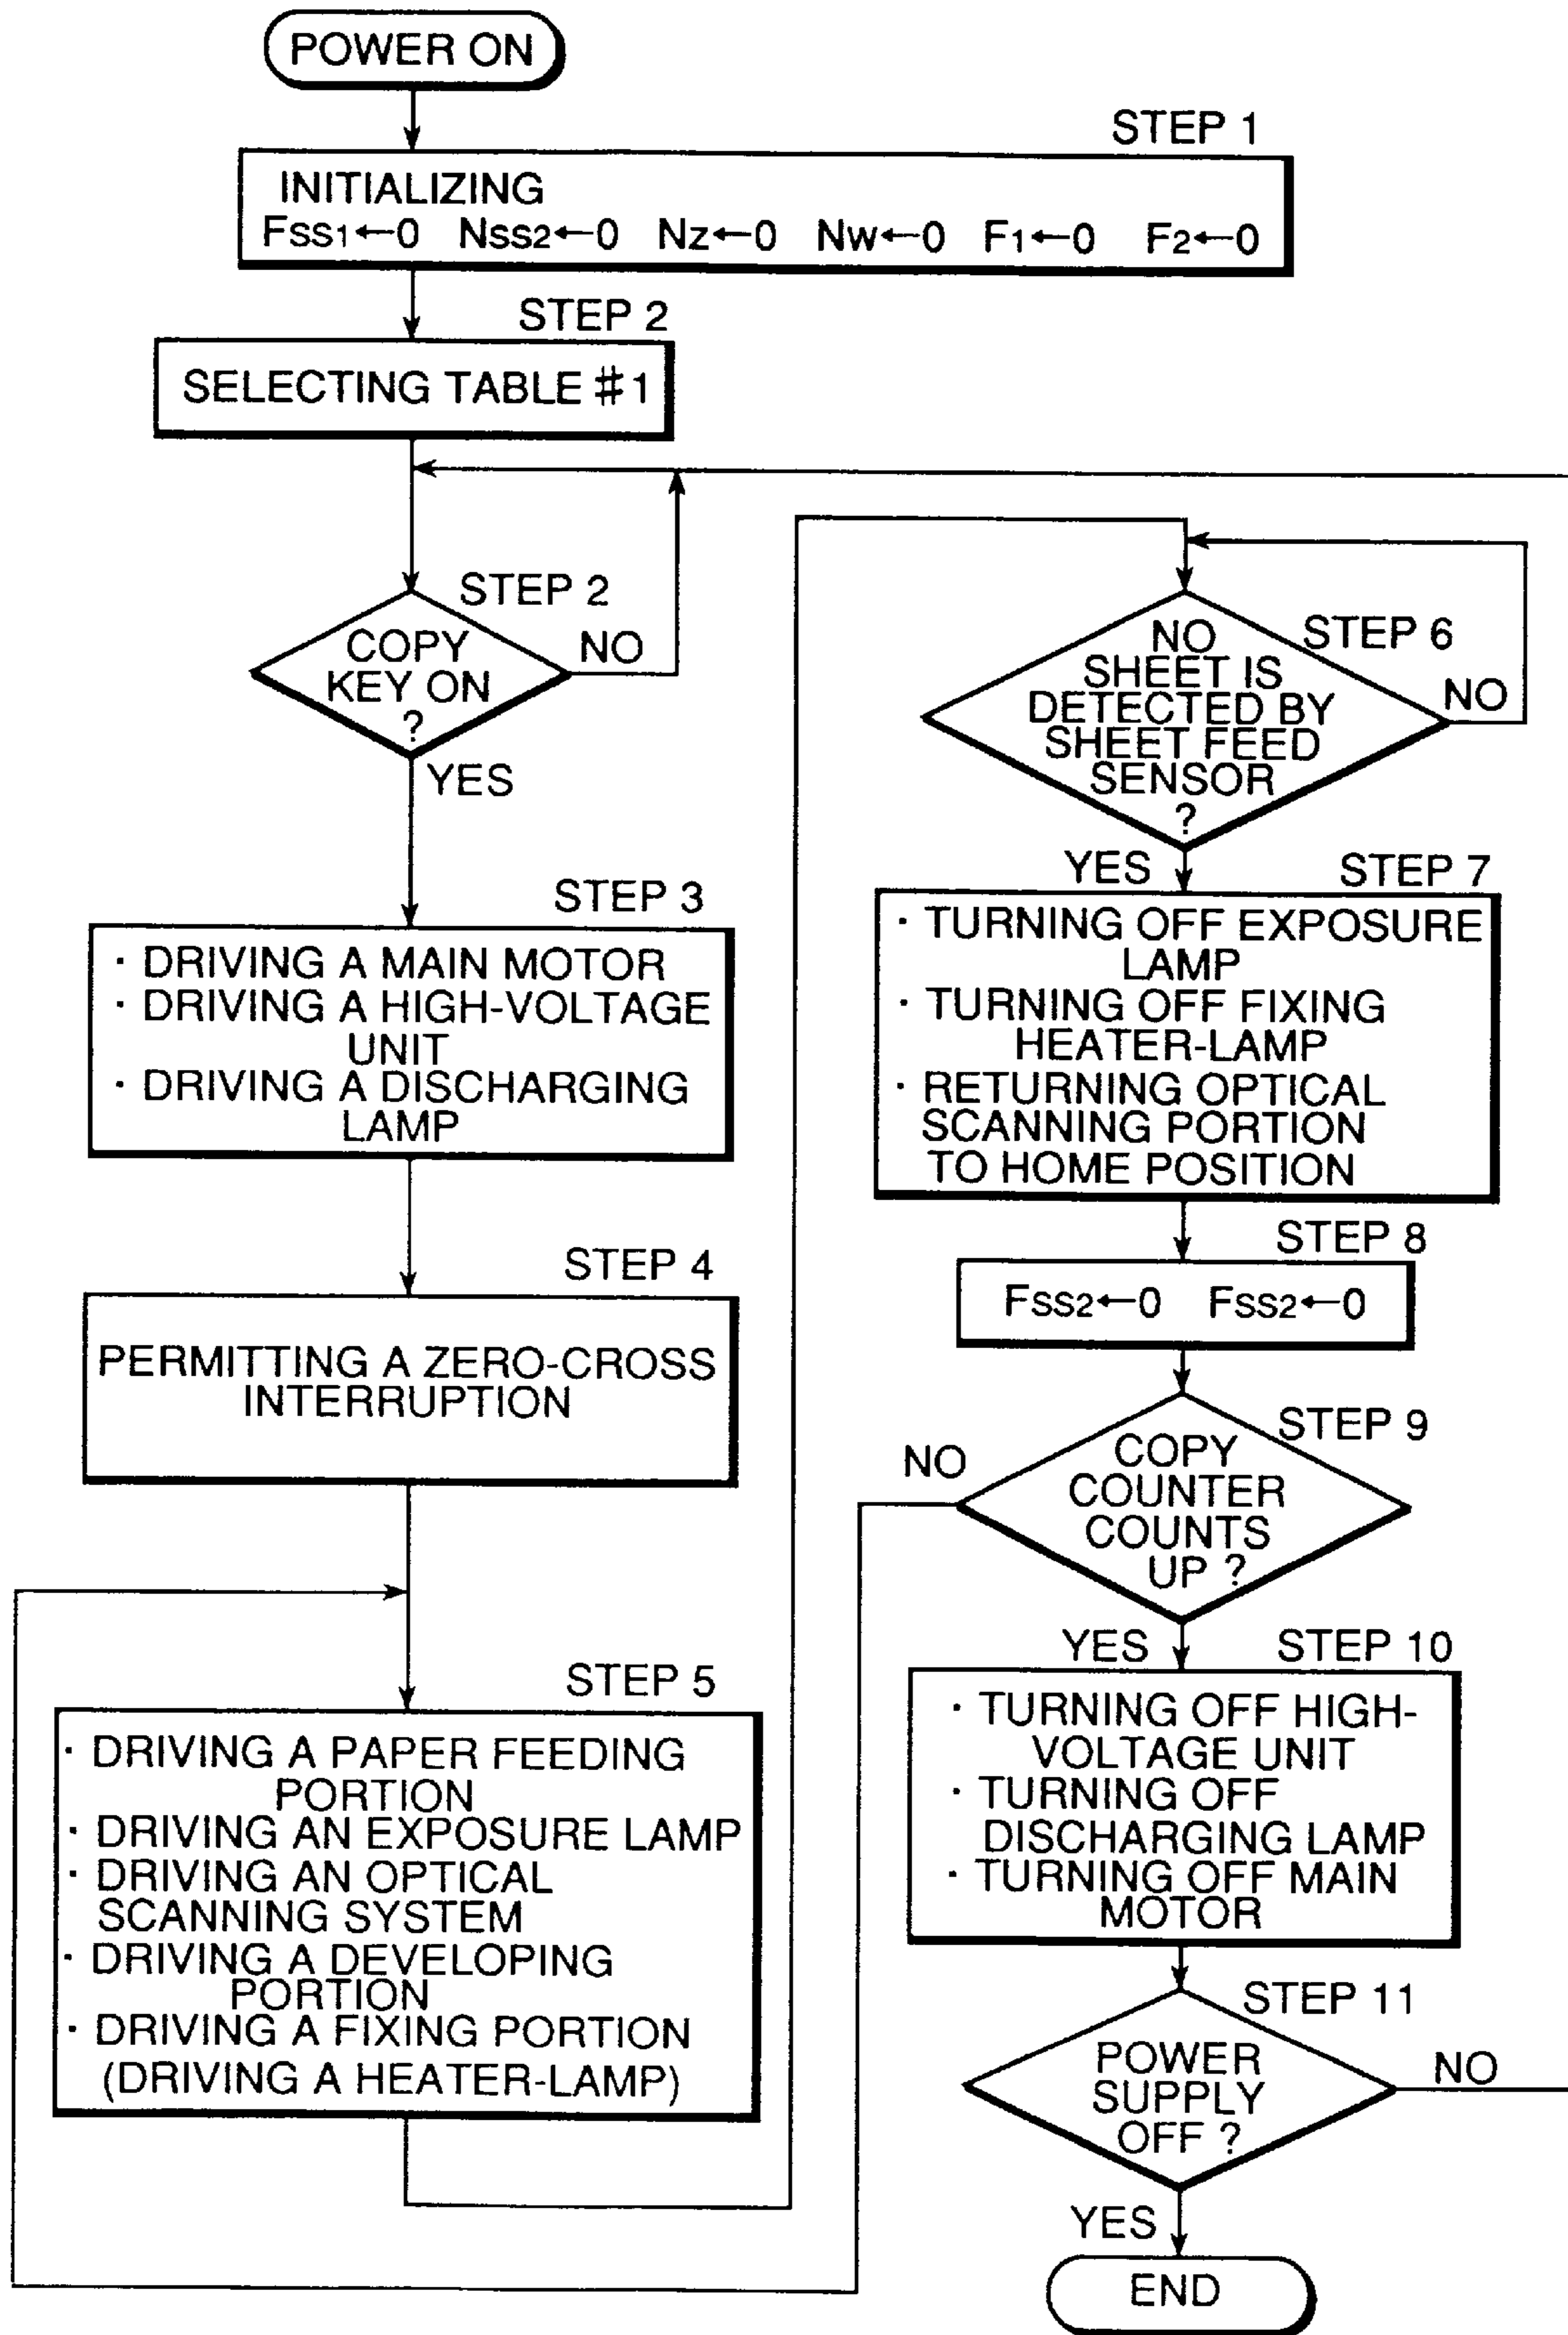 POWER ON
STEP 1
INITIALIZING
FSS1←0 NSS2←0 NZ←0 NW←0 F1←0 F2←0
STEP 2
SELECTING TABLE #1
STEP 2
COPY
KEY ON
?
NO
YES
STEP 3
· DRIVING A MAIN MOTOR
· DRIVING A HIGH-VOLTAGE
UNIT
· DRIVING A DISCHARGING
LAMP
STEP 4
PERMITTING A ZERO-CROSS
INTERRUPTION
STEP 5
· DRIVING A PAPER FEEDING
PORTION
· DRIVING AN EXPOSURE LAMP
· DRIVING AN OPTICAL
SCANNING SYSTEM
· DRIVING A DEVELOPING
PORTION
· DRIVING A FIXING PORTION
(DRIVING A HEATER-LAMP)
STEP 6
NO
SHEET IS
DETECTED BY
SHEET FEED
SENSOR
?
NO
YES
STEP 7
· TURNING OFF EXPOSURE
LAMP
· TURNING OFF FIXING
HEATER-LAMP
· RETURNING OPTICAL
SCANNING PORTION
TO HOME POSITION
STEP 8
FSS2←0 FSS2←0
STEP 9
COPY
COUNTER
COUNTS
UP ?
NO
YES
STEP 10
· TURNING OFF HIGH-
VOLTAGE UNIT
· TURNING OFF
DISCHARGING LAMP
· TURNING OFF MAIN
MOTOR
STEP 11
POWER
SUPPLY
OFF ?
NO
YES
END